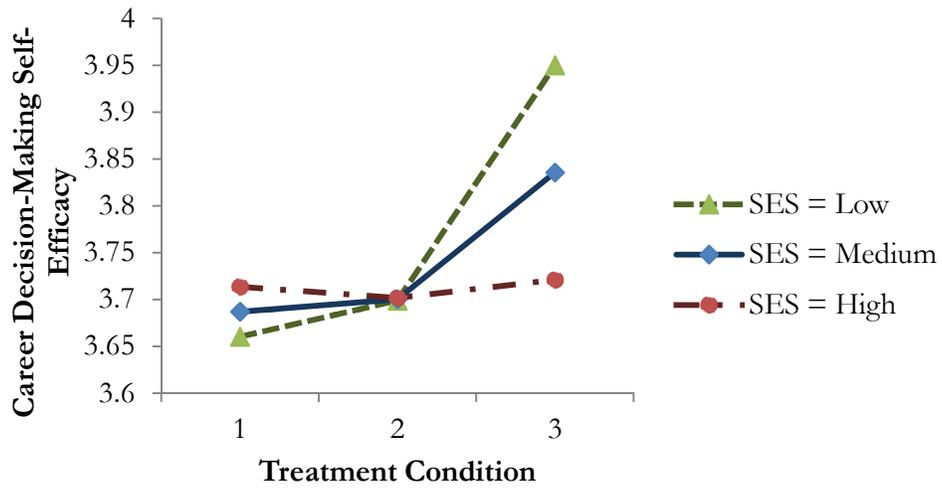 Career Decision-Making Self-
Efficacy
4
3.95
3.9
3.85
3.8
3.75
3.7
3.65
3.6
1 2 3
Treatment Condition
SES = Low
SES = Medium
SES = High